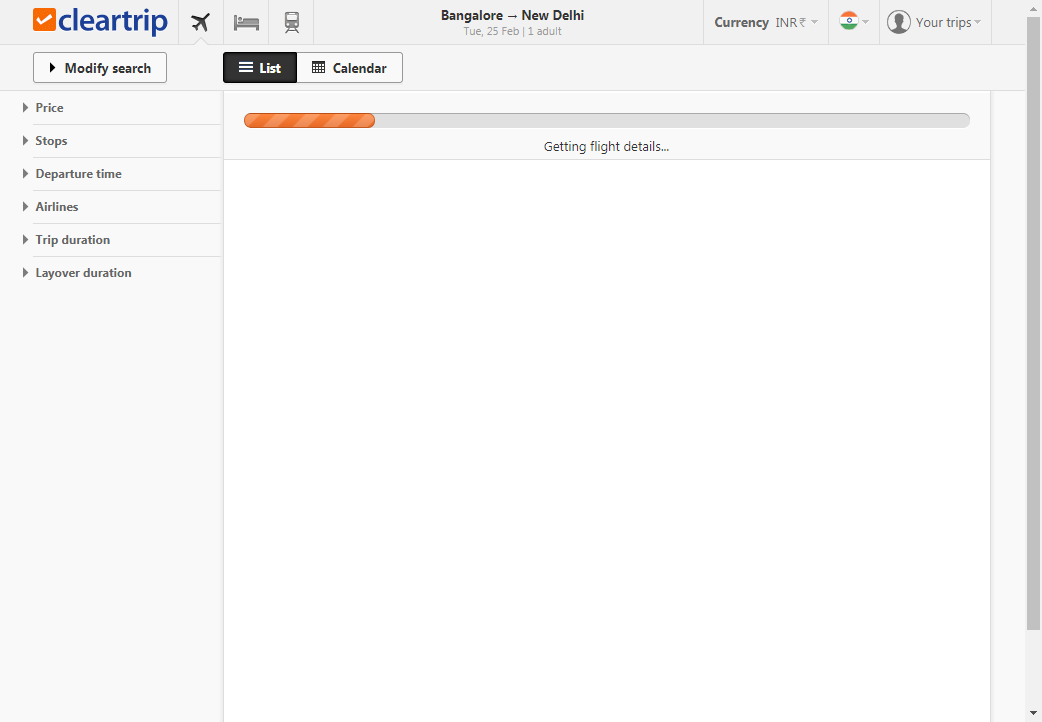 cleartrip
Bangalore → New Delhi
Tue, 25 Feb | 1 adult
Currency INR ₹
Your trips
Modify search
List
Calendar
Price
Stops
Departure time
Airlines
Trip duration
Layover duration
Getting flight details...